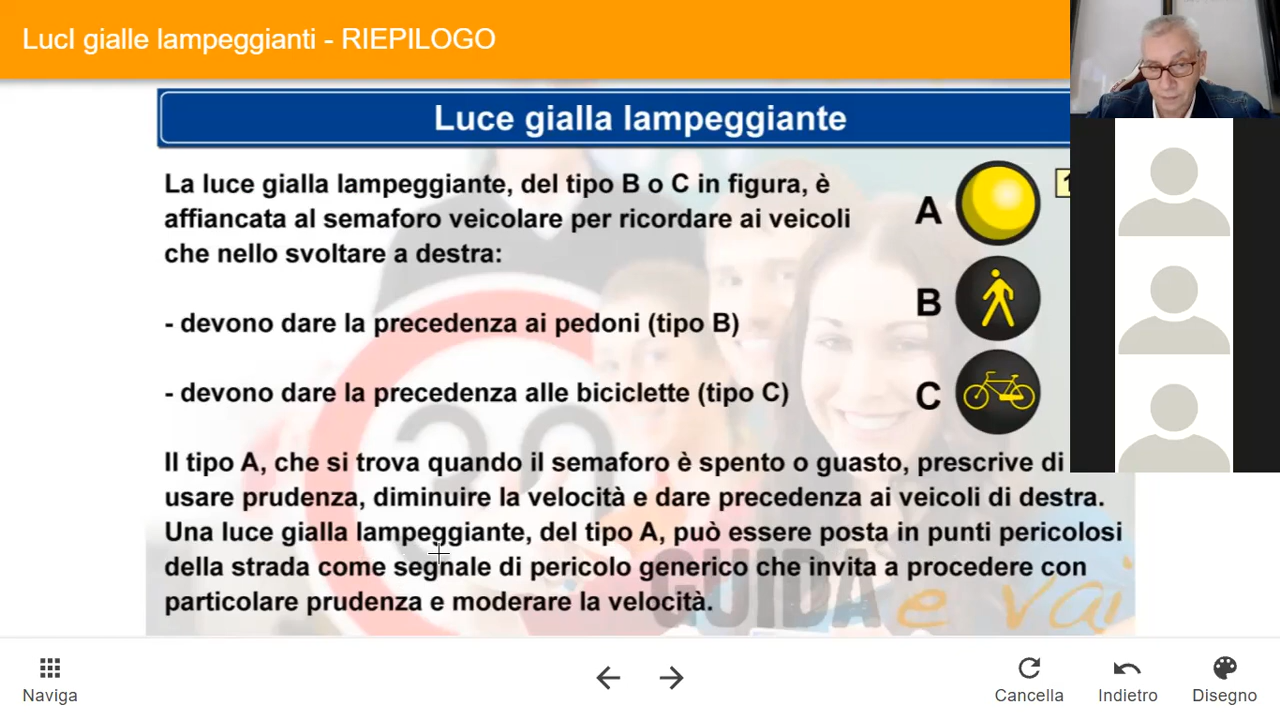 LucI gialle lampeggianti - RIEPILOGO
Luce gialla lampeggiante
La luce gialla lampeggiante, del tipo B o C in figura, è
affiancata al semaforo veicolare per ricordare ai veicoli
che nello svoltare a destra:
- devono dare la precedenza ai pedoni (tipo B)
- devono dare la precedenza alle biciclette (tipo C)
A
B
C
Il tipo A, che si trova quando il semaforo è spento o guasto, prescrive di
usare prudenza, diminuire la velocità e dare precedenza ai veicoli di destra.
Una luce gialla lampeggiante, del tipo A, può essere posta in punti pericolosi
della strada come segnale di pericolo generico che invita a procedere con
particolare prudenza e moderare la velocità.
GUIDA e vai
Naviga
Cancella
Indietro
Disegno